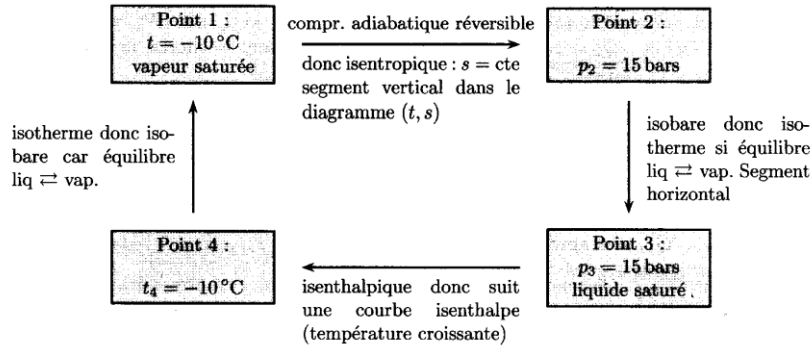 Point 1 :
t = −10 °C
vapeur saturée
compr. adiabatique réversible
donc isentropique : s = cte
segment vertical dans le
diagramme (t, s)
Point 2 :
p₂ = 15 bars
isotherme donc iso-
bare car équilibre
liq ⇄ vap.
isobare donc iso-
therme si équilibre
liq ⇄ vap. Segment
horizontal
Point 4 :
t₄ = −10 °C
isenthalpique donc suit
une courbe isenthalpe
(température croissante)
Point 3 :
p₃ = 15 bars
liquide saturé .